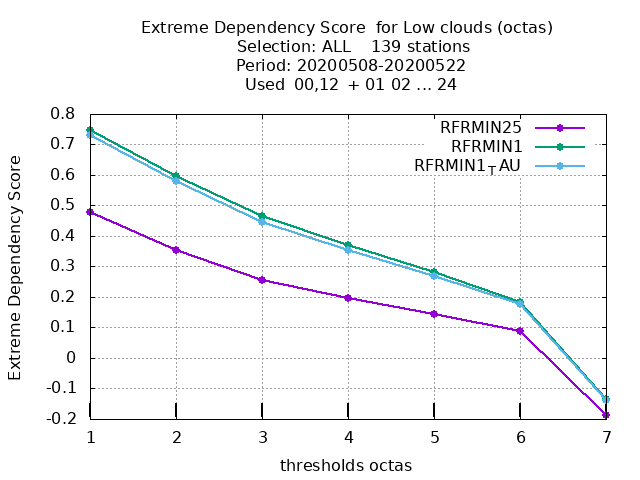 Extreme Dependency Score  for Low clouds (octas)
Selection: ALL    139 stations
Period: 20200508-20200522
Used  00,12  + 01 02 ... 24
RFRMIN25
RFRMIN1
RFRMIN1TAU
Extreme Dependency Score
0.8
0.7
0.6
0.5
0.4
0.3
0.2
0.1
0
-0.1
-0.2
1 2 3 4 5 6 7
thresholds octas